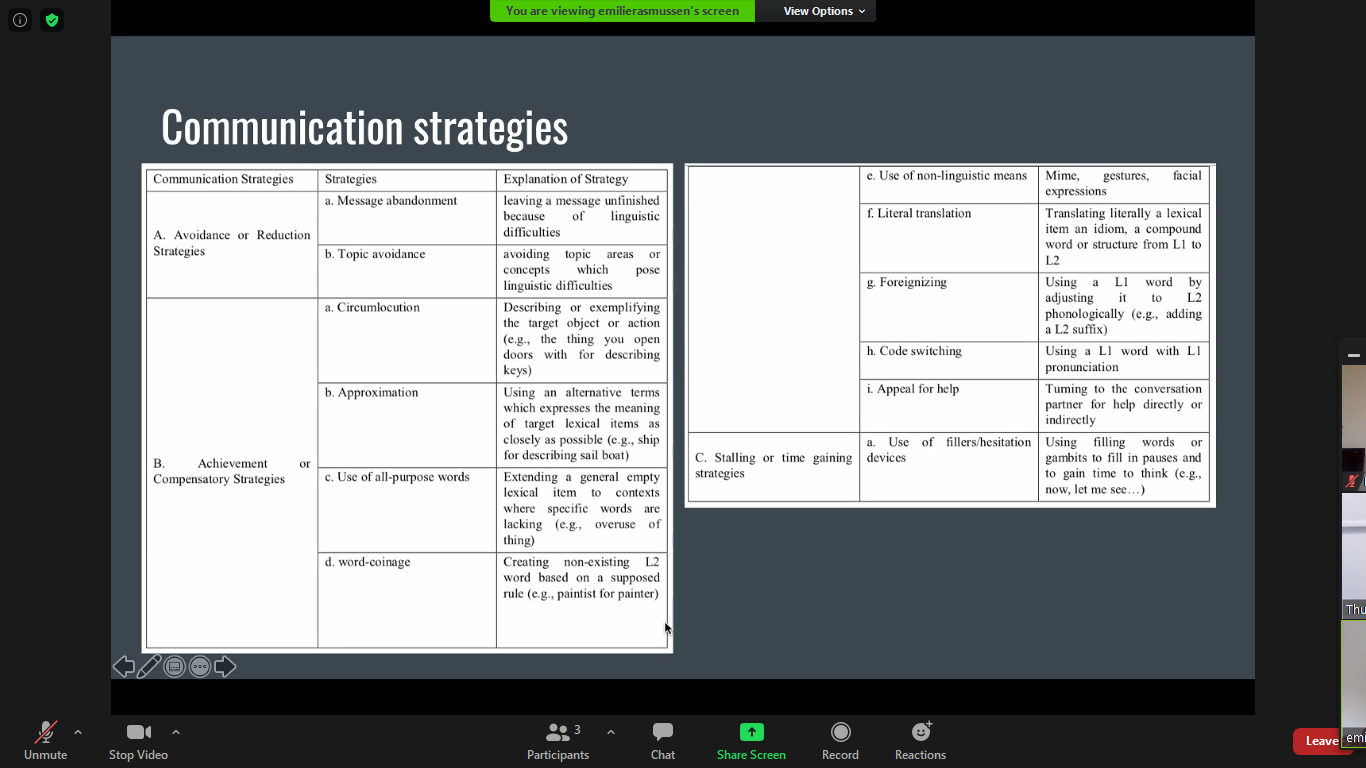 You are viewing emilierasmussen's screen
View Options
Communication strategies
Communication Strategies
Strategies
Explanation of Strategy
A. Avoidance or Reduction
Strategies
a. Message abandonment
leaving a message unfinished
because of linguistic
difficulties
b. Topic avoidance
avoiding topic areas or
concepts which pose
linguistic difficulties
B. Achievement or
Compensatory Strategies
a. Circumlocution
Describing or exemplifying
the target object or action
(e.g., the thing you open
doors with for describing
keys)
b. Approximation
Using an alternative terms
which expresses the meaning
of target lexical items as
closely as possible (e.g., ship
for describing sail boat)
c. Use of all-purpose words
Extending a general empty
lexical item to contexts
where specific words are
lacking (e.g., overuse of
thing)
d. word-coinage
Creating non-existing L2
word based on a supposed
rule (e.g., paintist for painter)
e. Use of non-linguistic means
Mime, gestures, facial
expressions
f. Literal translation
Translating literally a lexical
item an idiom, a compound
word or structure from L1 to
L2
g. Foreignizing
Using a L1 word by
adjusting it to L2
phonologically (e.g., adding
a L2 suffix)
h. Code switching
Using a L1 word with L1
pronunciation
i. Appeal for help
Turning to the conversation
partner for help directly or
indirectly
C. Stalling or time gaining
strategies
a. Use of fillers/hesitation
devices
Using filling words or
gambits to fill in pauses and
to gain time to think (e.g.,
now, let me see…)
Thu
emi
Unmute
Stop Video
Participants
3
Chat
Share Screen
Record
Reactions
Leave